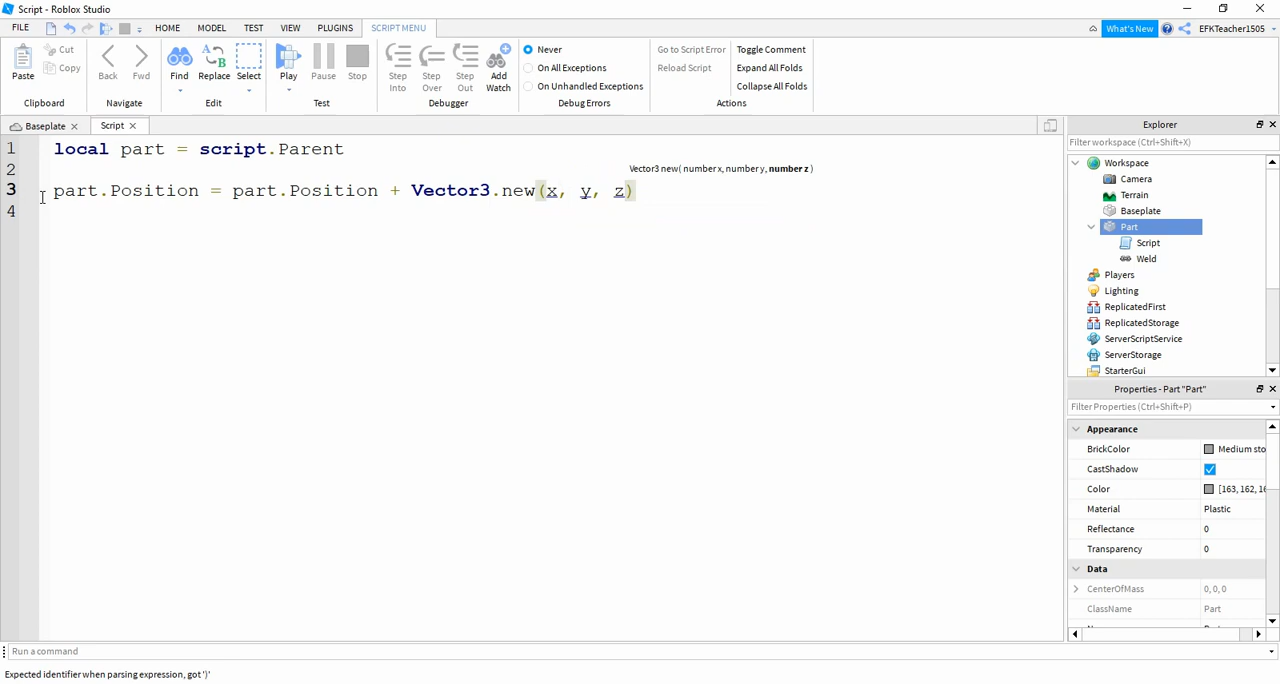 Script - Roblox Studio
FILE HOME MODEL TEST VIEW PLUGINS SCRIPT MENU What's New EFKTeacher1505
Paste Cut Copy Back Fwd Find Replace Select Play Pause Stop Step Into Step Over Step Out Add Watch
Never
On All Exceptions
On Unhandled Exceptions
Go to Script Error
Reload Script
Toggle Comment
Expand All Folds
Collapse All Folds
Clipboard Navigate Edit Test Debugger Debug Errors Actions
Baseplate Script
1 local part = script.Parent
2
Vector3 new( number x, number y, number z )
3 part.Position = part.Position + Vector3.new(x, y, z)
4
Explorer
Filter workspace (Ctrl+Shift+X)
Workspace
Camera
Terrain
Baseplate
Part
Script
Weld
Players
Lighting
ReplicatedFirst
ReplicatedStorage
ServerScriptService
ServerStorage
StarterGui
Properties - Part "Part"
Filter Properties (Ctrl+Shift+P)
Appearance
BrickColor Medium sto
CastShadow
Color [163, 162, 16
Material Plastic
Reflectance 0
Transparency 0
Data
CenterOfMass 0, 0, 0
ClassName Part
Run a command
Expected identifier when parsing expression, got ')'